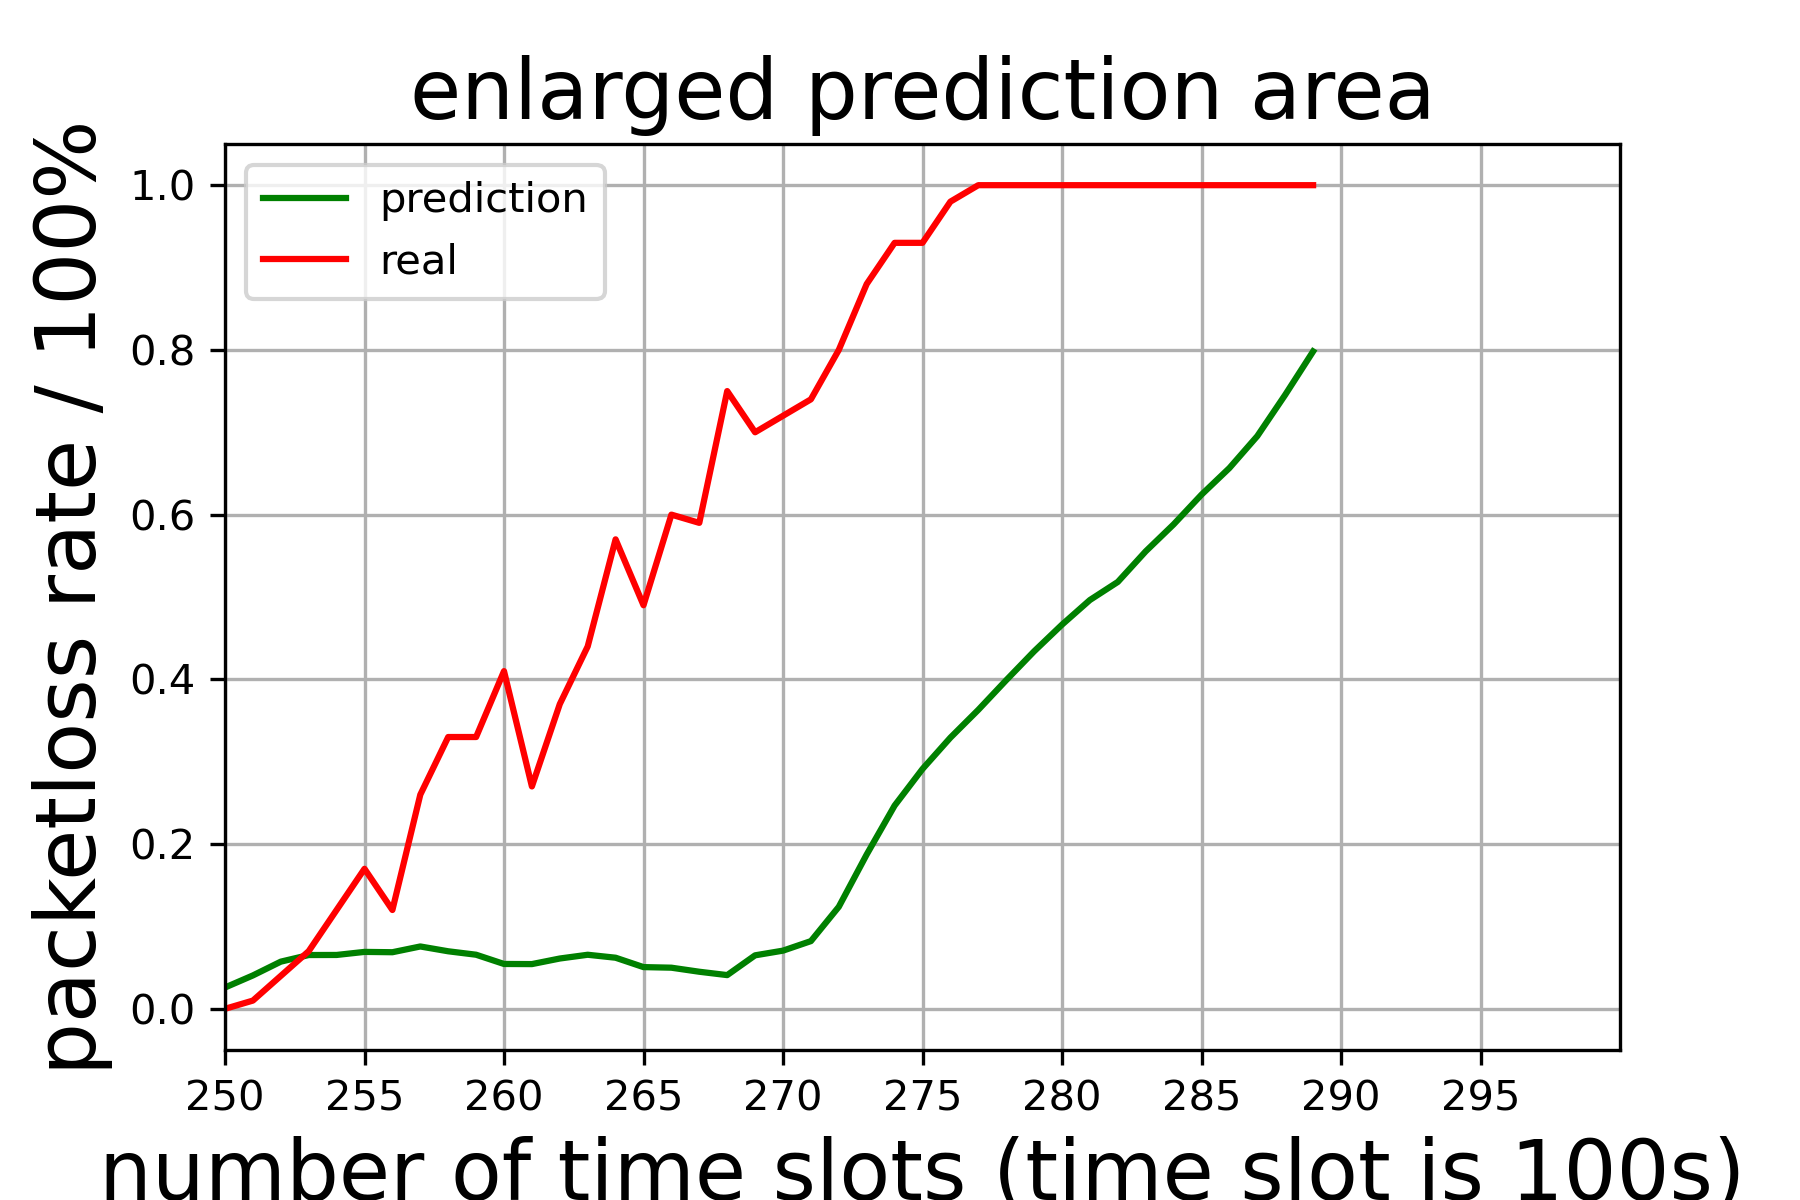 enlarged prediction area
packetloss rate / 100%
prediction
real
1.0
0.8
0.6
0.4
0.2
0.0
250 255 260 265 270 275 280 285 290 295
number of time slots (time slot is 100s)